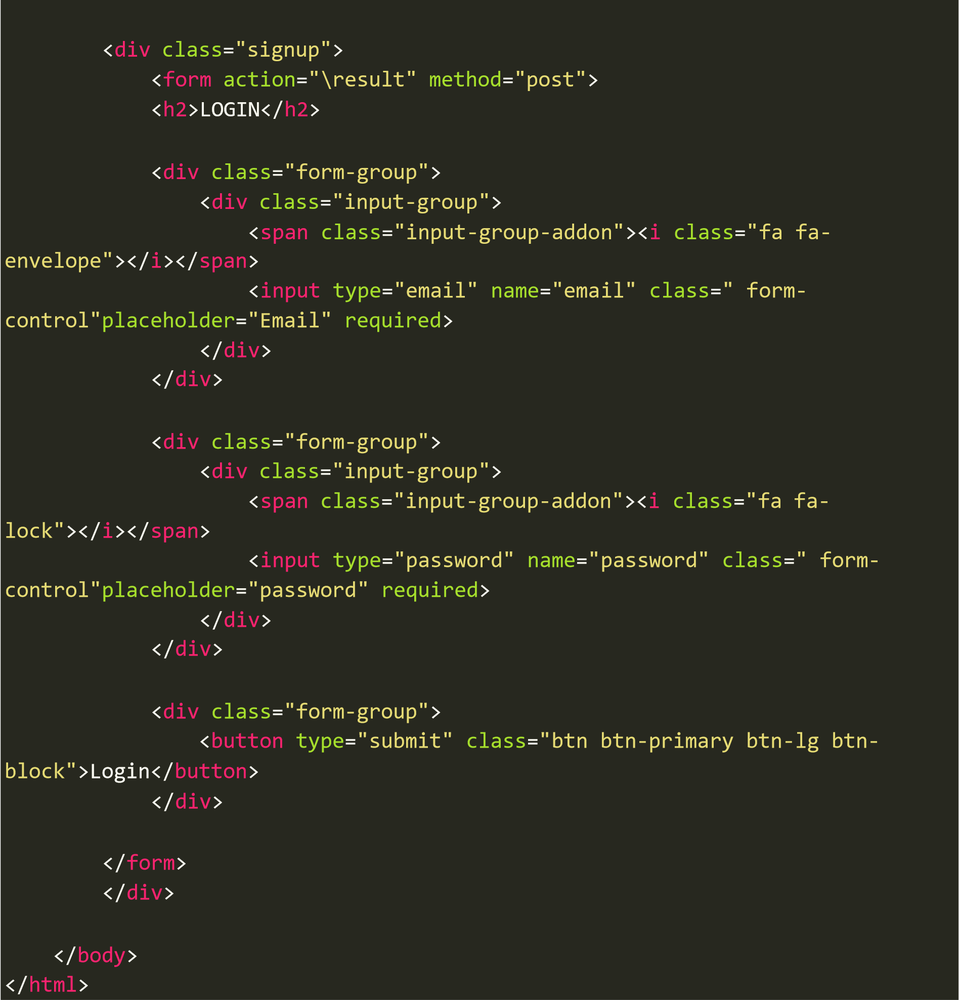 <div class="signup">
<form action="\result" method="post">
<h2>LOGIN</h2>
<div class="form-group">
<div class="input-group">
<span class="input-group-addon"><i class="fa fa-
envelope"></i></span>
<input type="email" name="email" class=" form-
control"placeholder="Email" required>
</div>
</div>
<div class="form-group">
<div class="input-group">
<span class="input-group-addon"><i class="fa fa-
lock"></i></span>
<input type="password" name="password" class=" form-
control"placeholder="password" required>
</div>
</div>
<div class="form-group">
<button type="submit" class="btn btn-primary btn-lg btn-
block">Login</button>
</div>
</form>
</div>
</body>
</html>